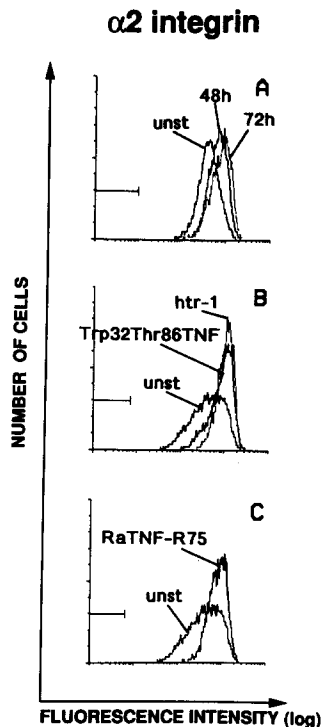 α2 integrin
NUMBER OF CELLS
A
48h
unst
72h
B
htr-1
Trp32Thr86TNF
unst
C
RaTNF-R75
unst
FLUORESCENCE INTENSITY (log)